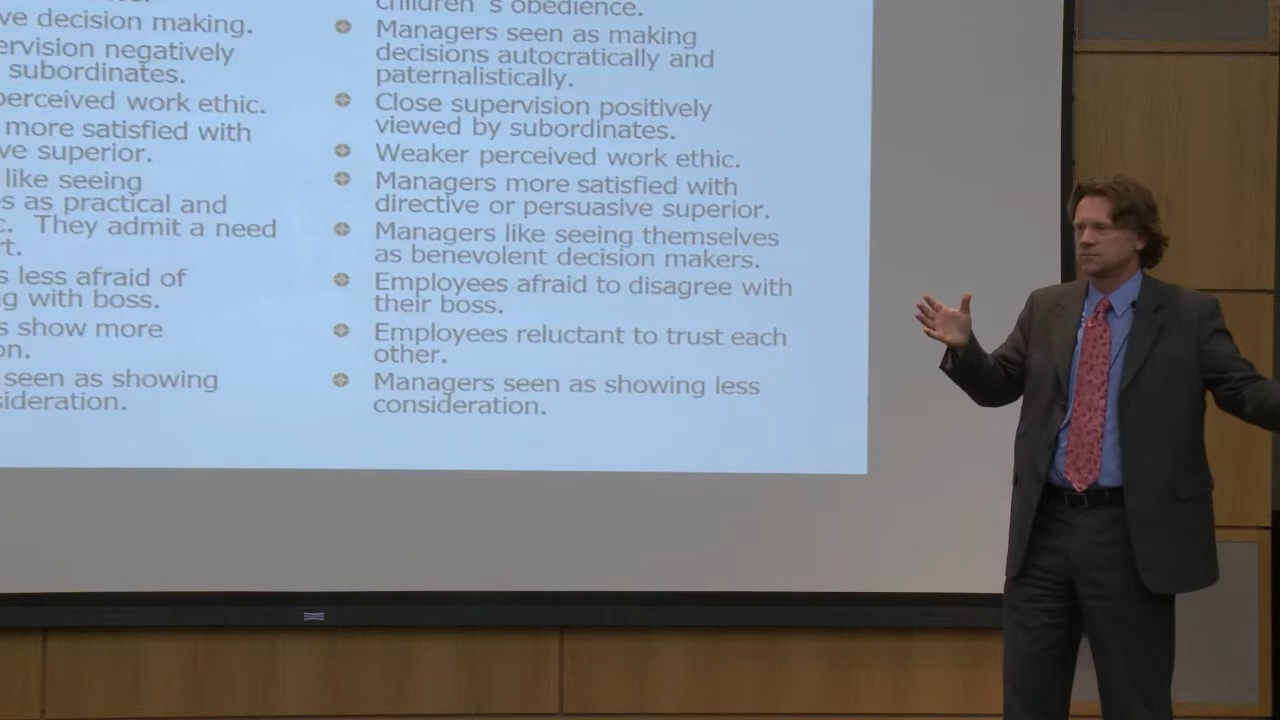 ve decision making.
ervision negatively
subordinates.
perceived work ethic.
more satisfied with
ve superior.
like seeing
s as practical and
c. They admit a need
rt.
s less afraid of
ng with boss.
s show more
on.
seen as showing
sideration.
children's obedience.
Managers seen as making
decisions autocratically and
paternalistically.
Close supervision positively
viewed by subordinates.
Weaker perceived work ethic.
Managers more satisfied with
directive or persuasive superior.
Managers like seeing themselves
as benevolent decision makers.
Employees afraid to disagree with
their boss.
Employees reluctant to trust each
other.
Managers seen as showing less
consideration.